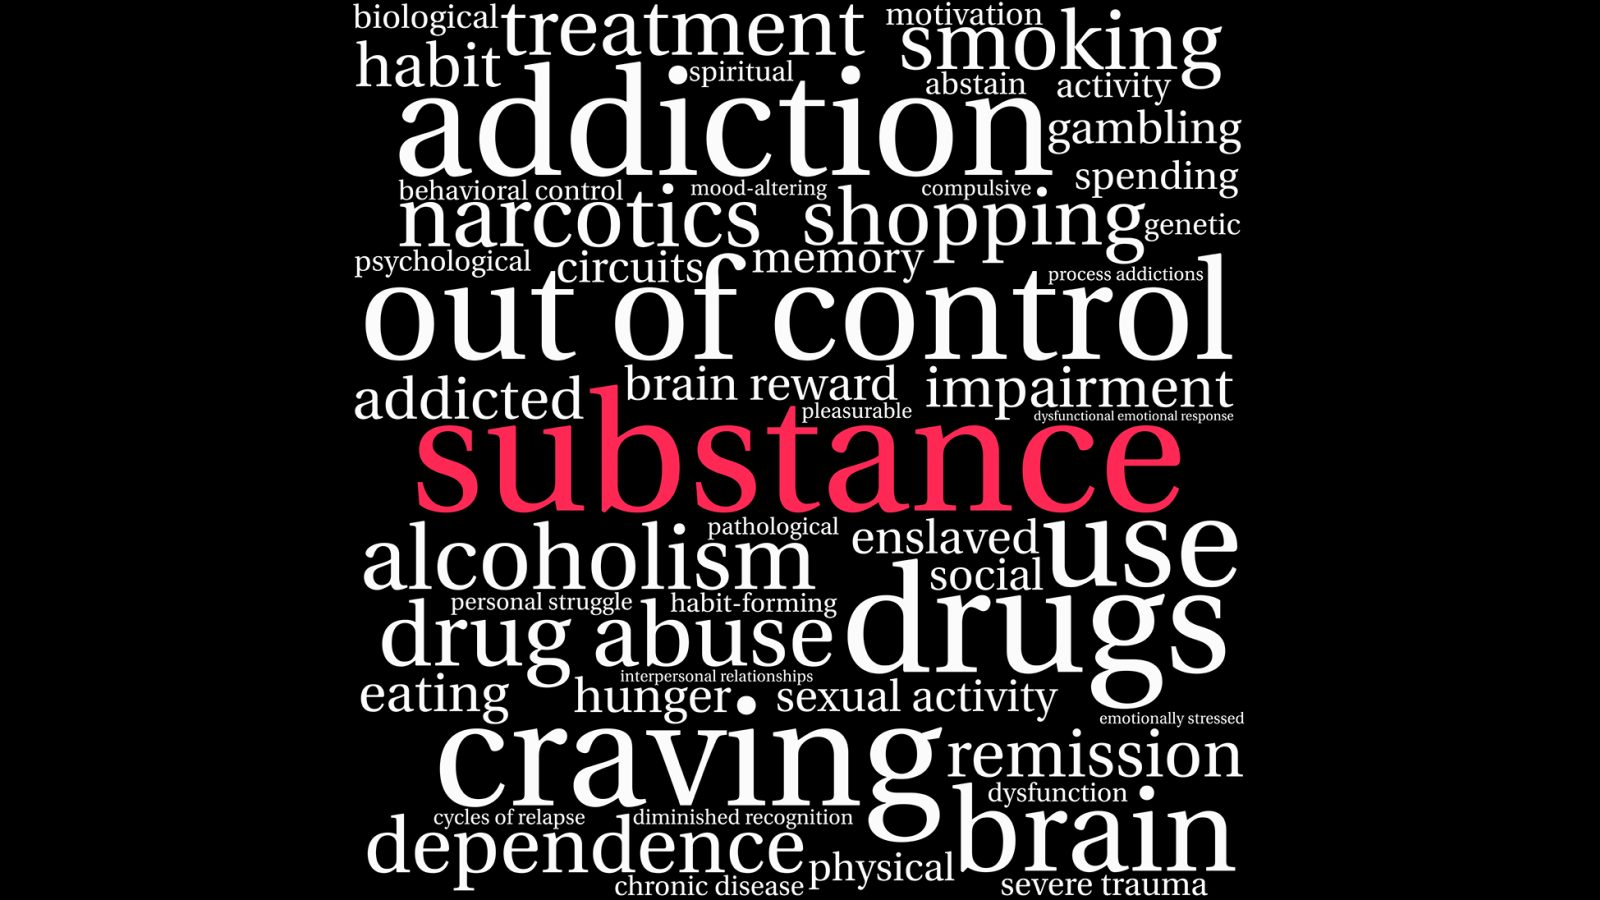 biological treatment motivation
habit smoking
spiritual abstain activity
addiction gambling
spending
behavioral control mood-altering compulsive
narcotics shopping genetic
psychological circuits memory process addictions
out of control
addicted brain reward impairment
pleasurable dysfunctional emotional response
substance
pathological enslaved use
alcoholism social
personal struggle habit-forming drugs
drug abuse
interpersonal relationships
eating hunger sexual activity
emotionally stressed
craving remission
dysfunction
cycles of relapse diminished recognition brain
dependence physical
chronic disease severe trauma